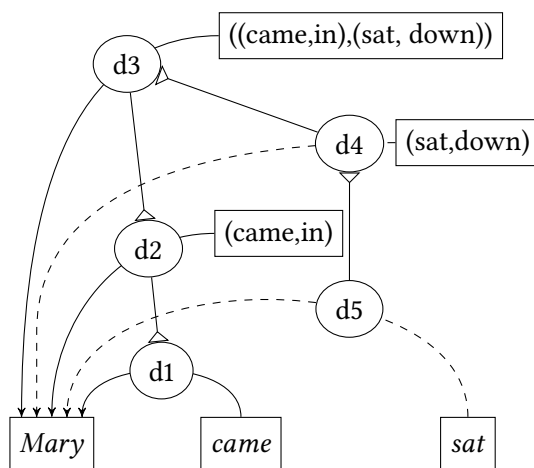 ((came,in),(sat, down))
d3
d4
(sat,down)
(came,in)
d2
d5
d1
Mary
came
sat